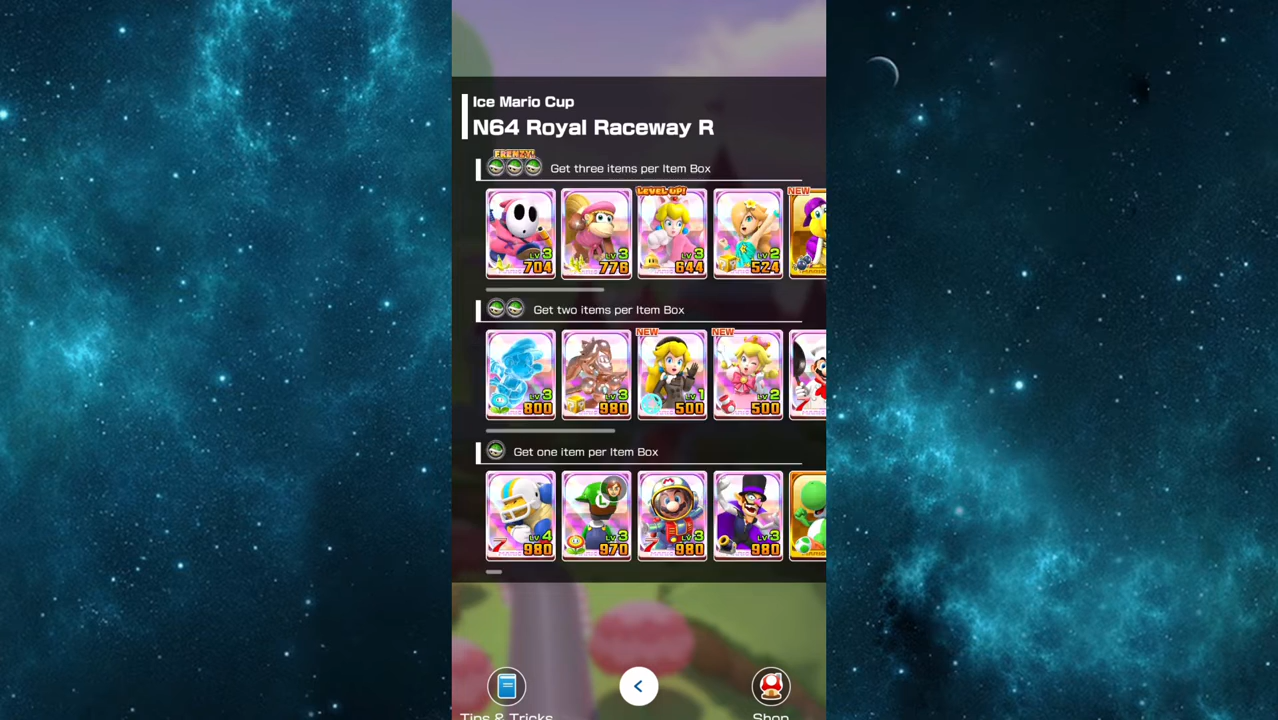 Ice Mario Cup
N64 Royal Raceway R
FRENZY!
Get three items per Item Box
LEVEL UP!
NEW
LV 3
LV 3
LV 3
LV 2
704
776
644
524
Get two items per Item Box
NEW
NEW
LV 3
LV 3
LV 1
LV 2
800
980
500
500
Get one item per Item Box
L
LV 4
LV 3
LV 3
LV 3
980
970
980
980
Tips & Tricks
Shop